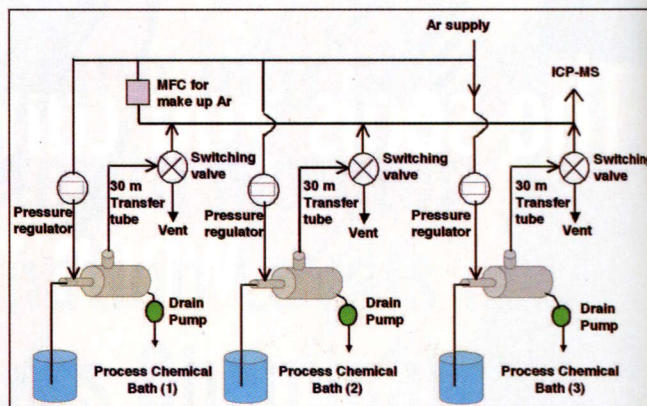 Ar supply
MFC for
make up Ar
ICP-MS
Switching
valve
30 m
Transfer
tube
Vent
Pressure
regulator
Drain
Pump
Process Chemical
Bath (1)
Switching
valve
30 m
Transfer
tube
Vent
Pressure
regulator
Drain
Pump
Process Chemical
Bath (2)
Switching
valve
30 m
Transfer
tube
Vent
Pressure
regulator
Drain
Pump
Process Chemical
Bath (3)